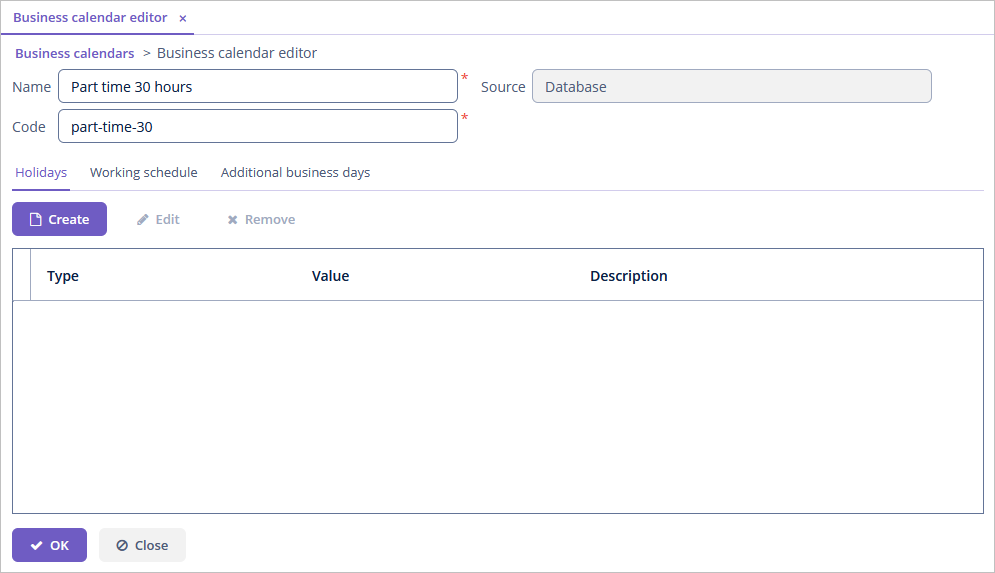 Business calendar editor ×
Business calendars > Business calendar editor
Name Part time 30 hours * Source Database
Code part-time-30 *
Holidays Working schedule Additional business days
Create Edit Remove
Type Value Description
OK Close